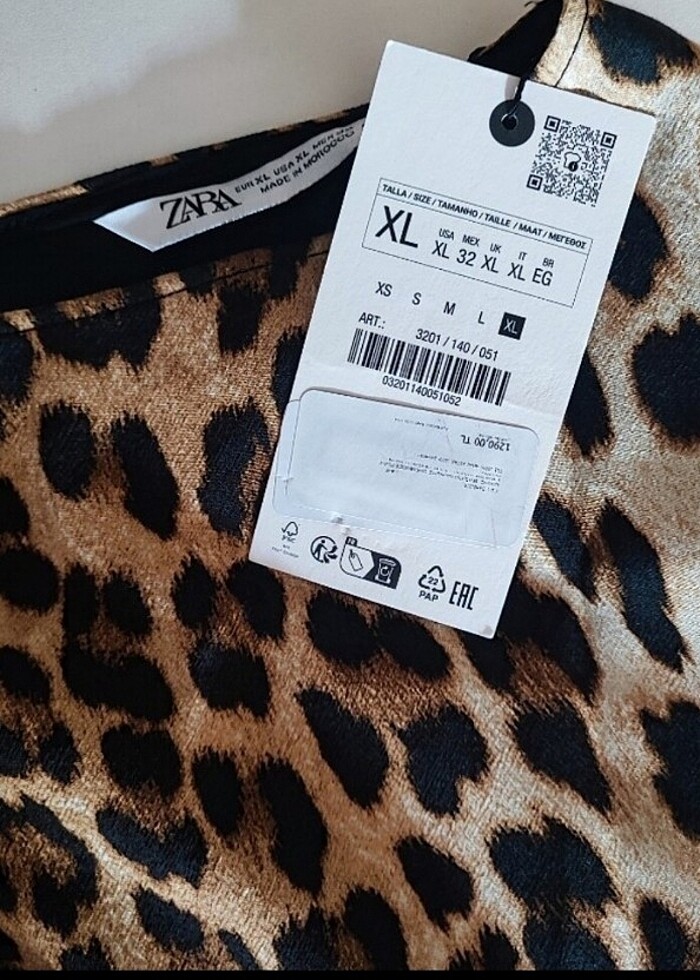 ZARA
EUR XL USA XL MEX
MADE IN MOROCCO
TALLA / SIZE / TAMANHO / TAILLE / MAAT / ΜΕΓΕΘΟΣ
XL
USA MEX UK IT BR
XL 32 XL XL EG
XS S M L XL
ART.: 3201 / 140 / 051
03201140051052
1290,00 TL
FSC
FR
22
PAP
EAC